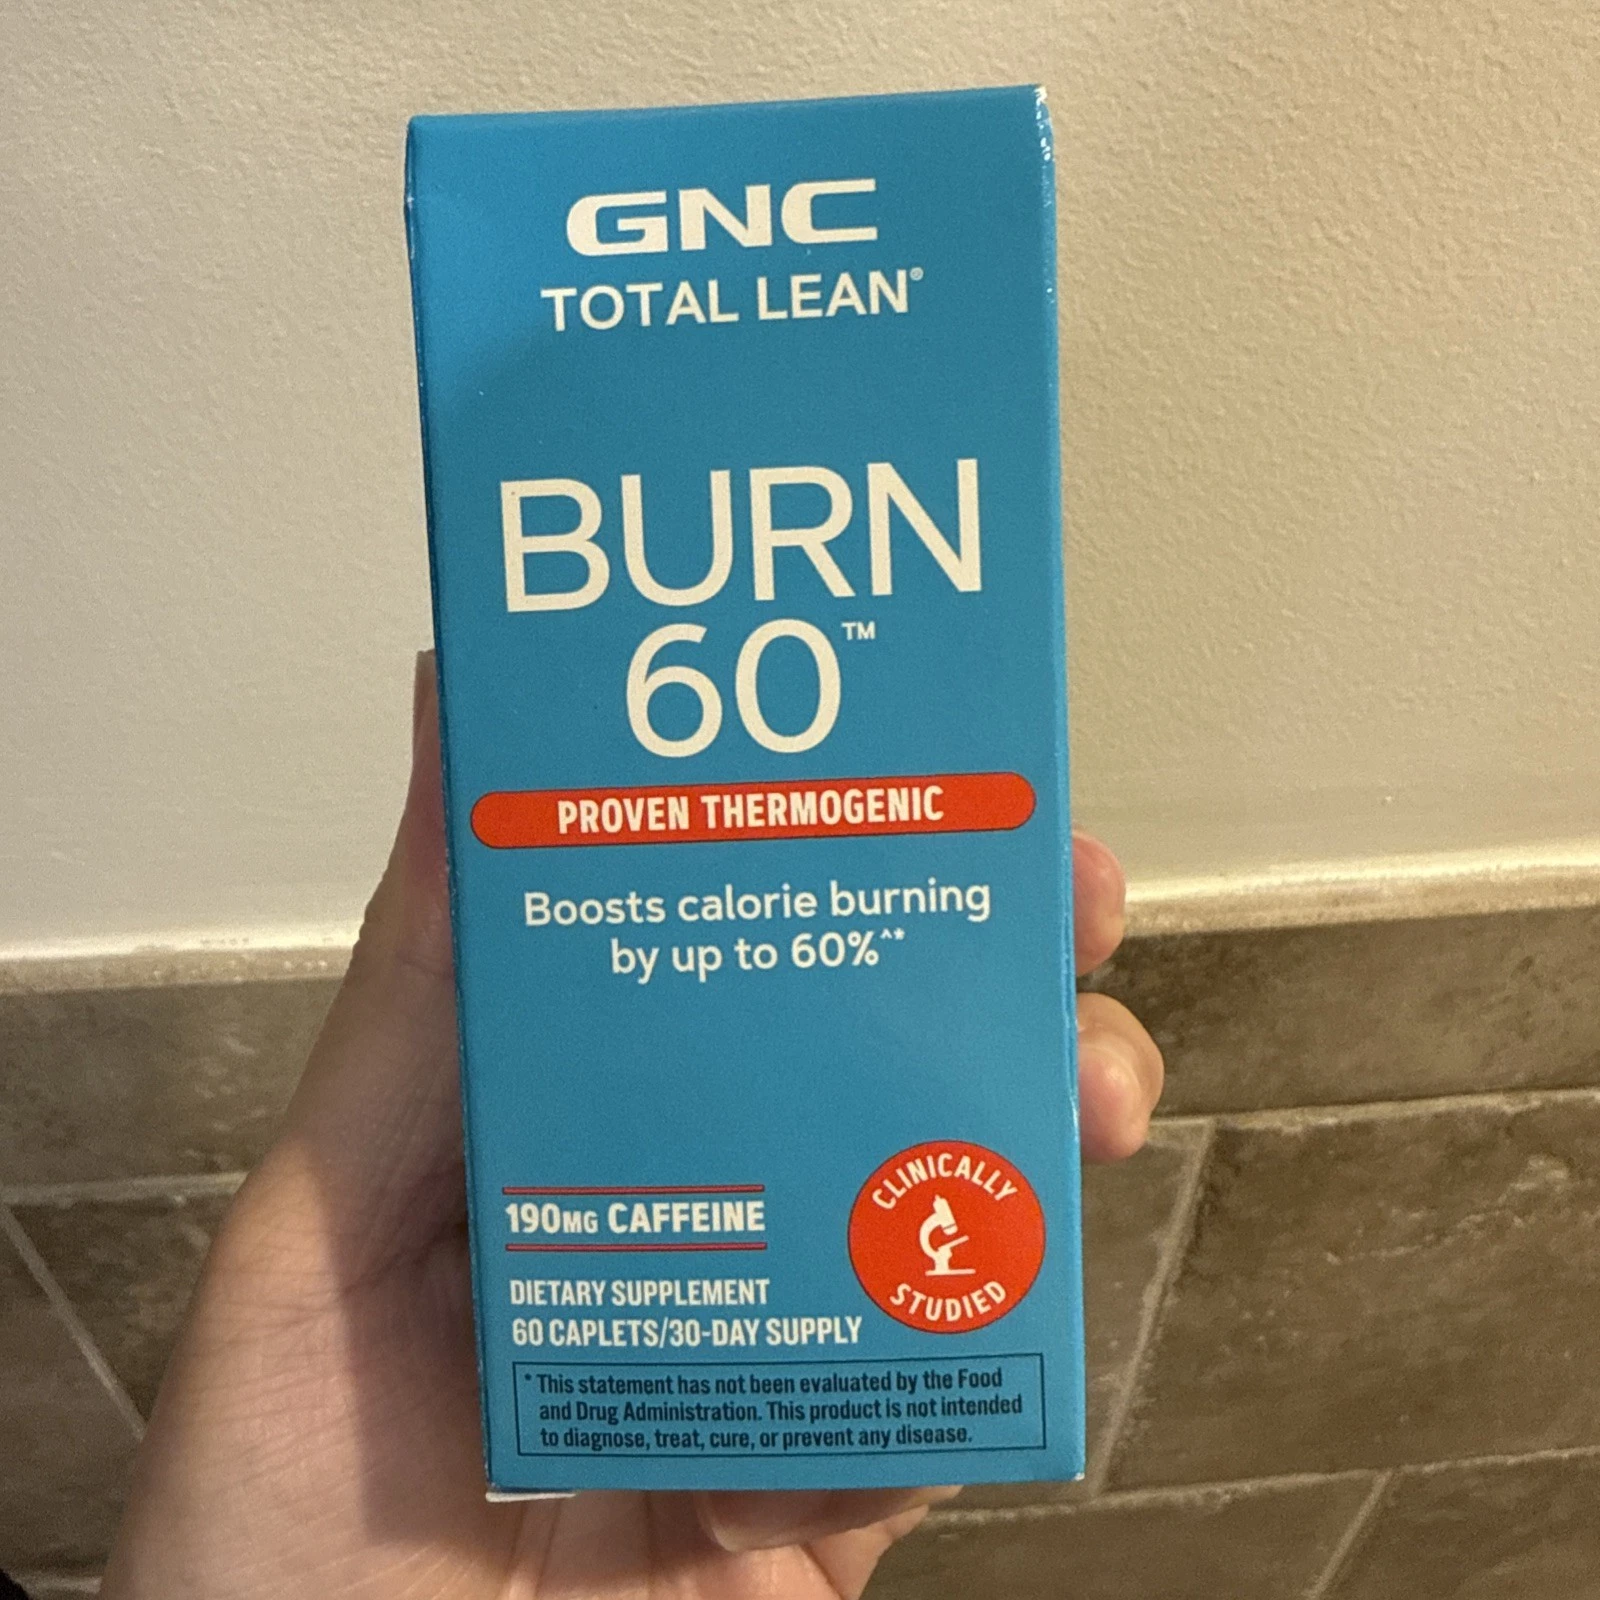 GNC
TOTAL LEAN®
BURN
60™
PROVEN THERMOGENIC
Boosts calorie burning
by up to 60%^*
190MG CAFFEINE
DIETARY SUPPLEMENT
60 CAPLETS/30-DAY SUPPLY
CLINICALLY
STUDIED
* This statement has not been evaluated by the Food
and Drug Administration. This product is not intended
to diagnose, treat, cure, or prevent any disease.